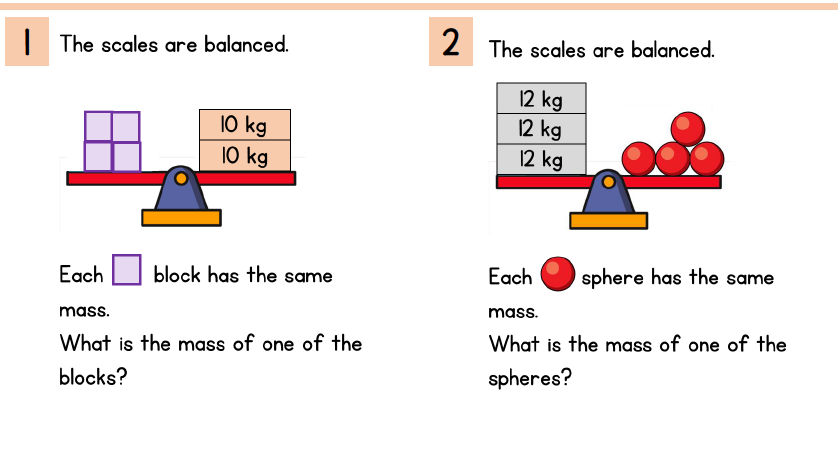 1
The scales are balanced.
10 kg
10 kg
Each block has the same
mass.
What is the mass of one of the
blocks?
2
The scales are balanced.
12 kg
12 kg
12 kg
Each sphere has the same
mass.
What is the mass of one of the
spheres?